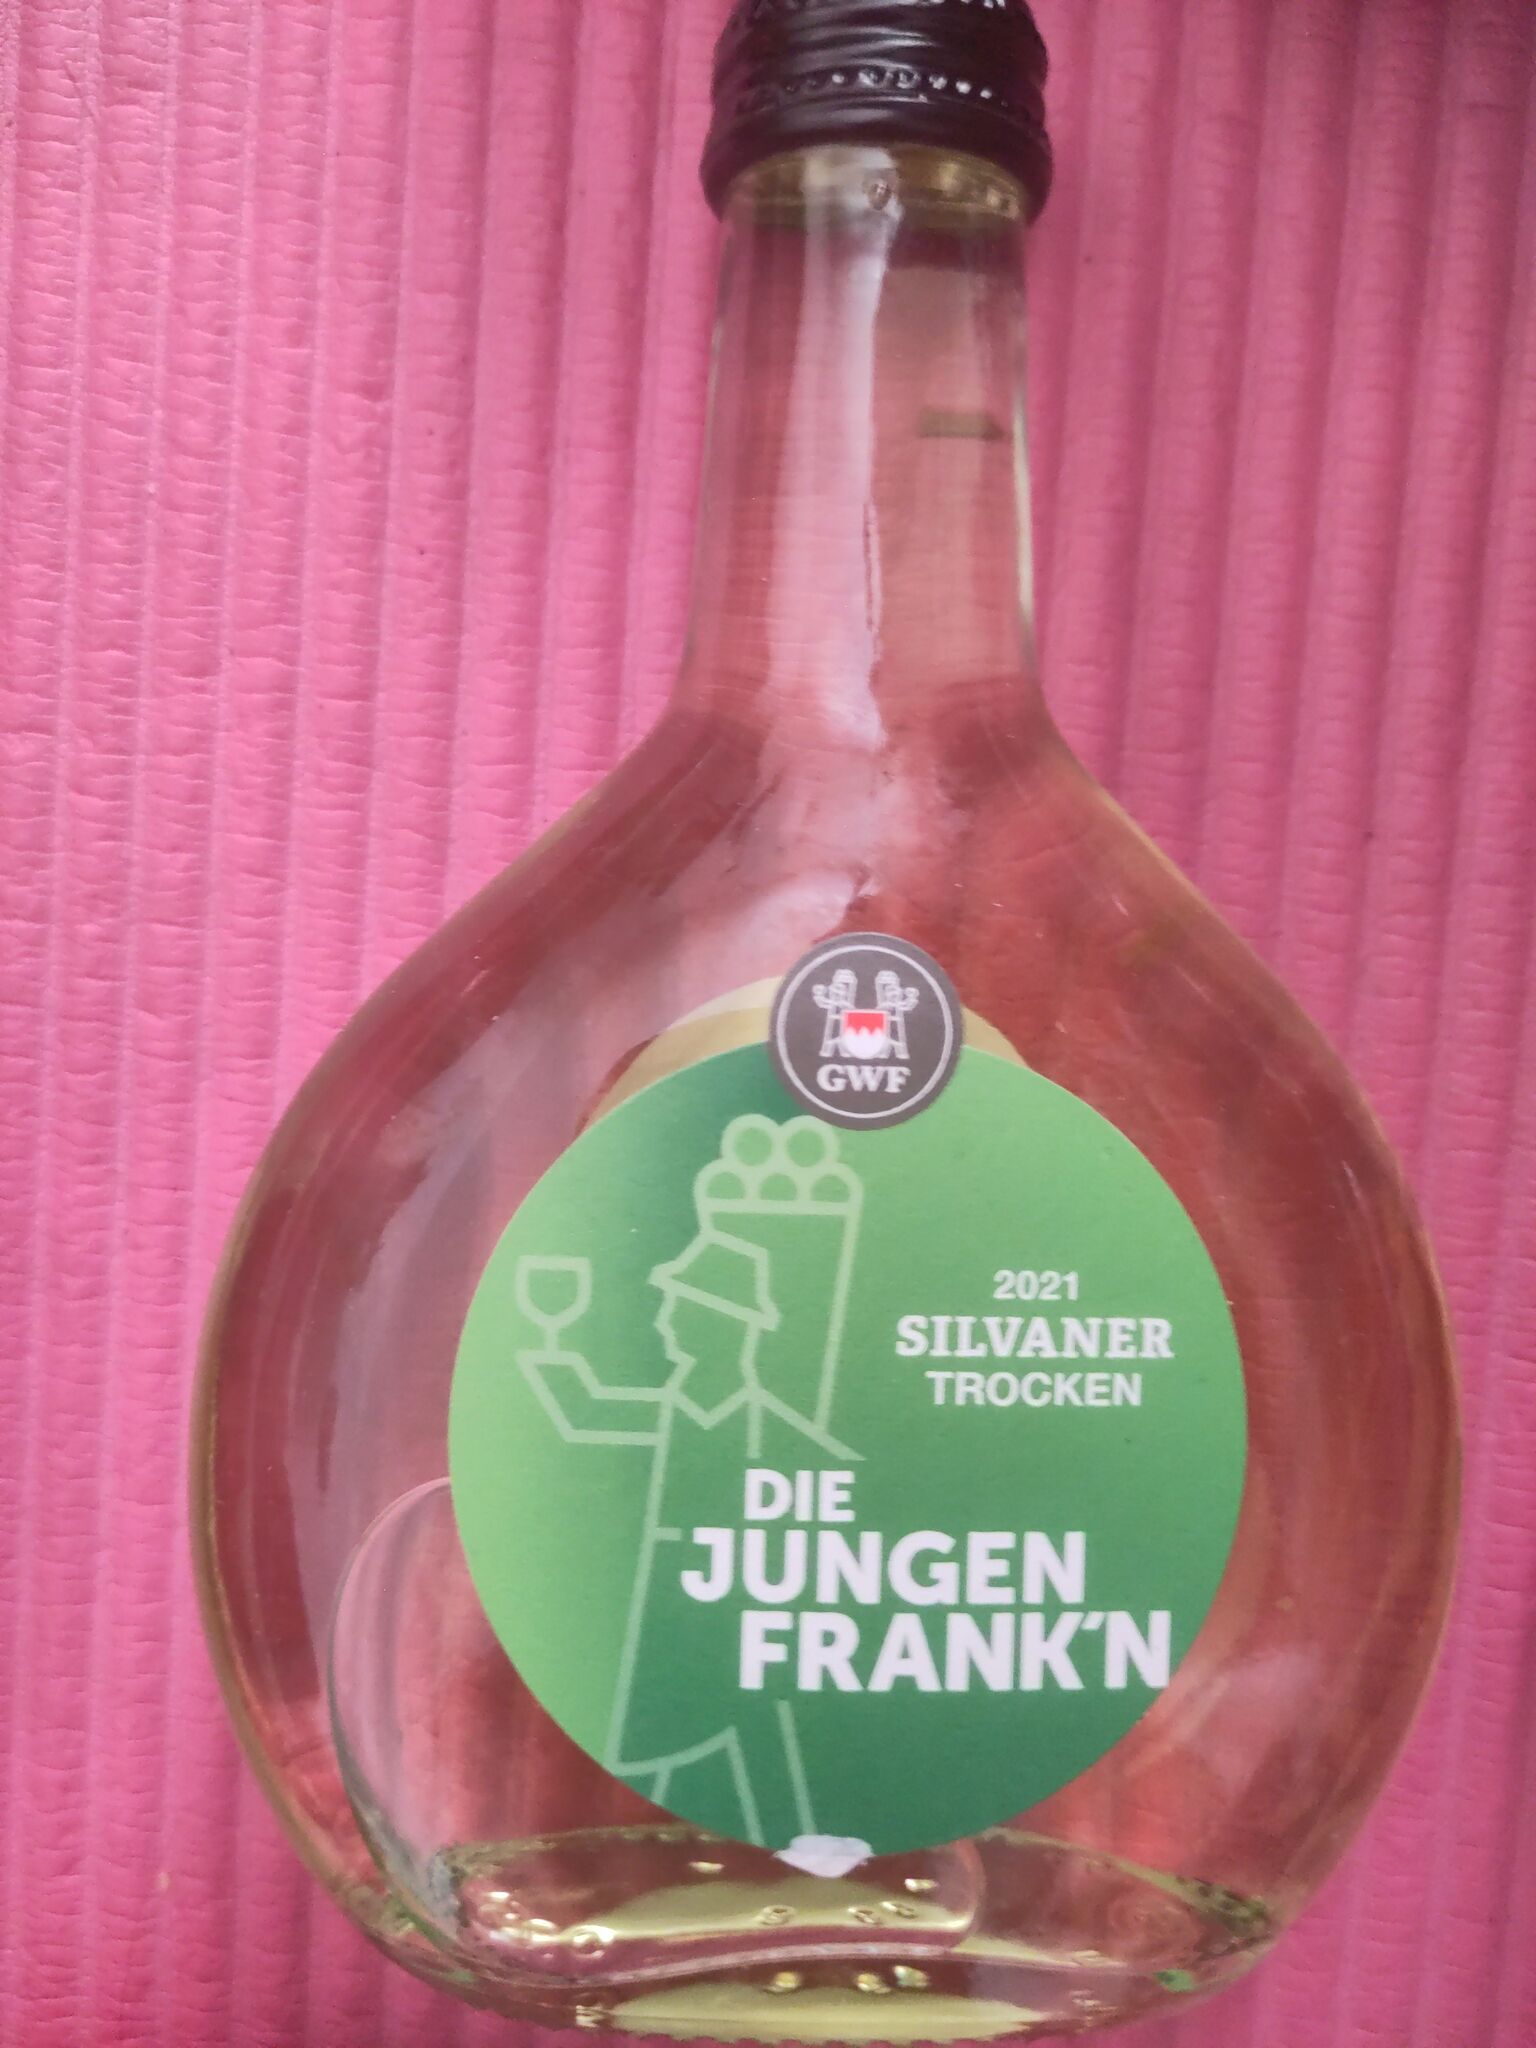 GWF
2021
SILVANER
TROCKEN
DIE
JUNGEN
FRANK'N